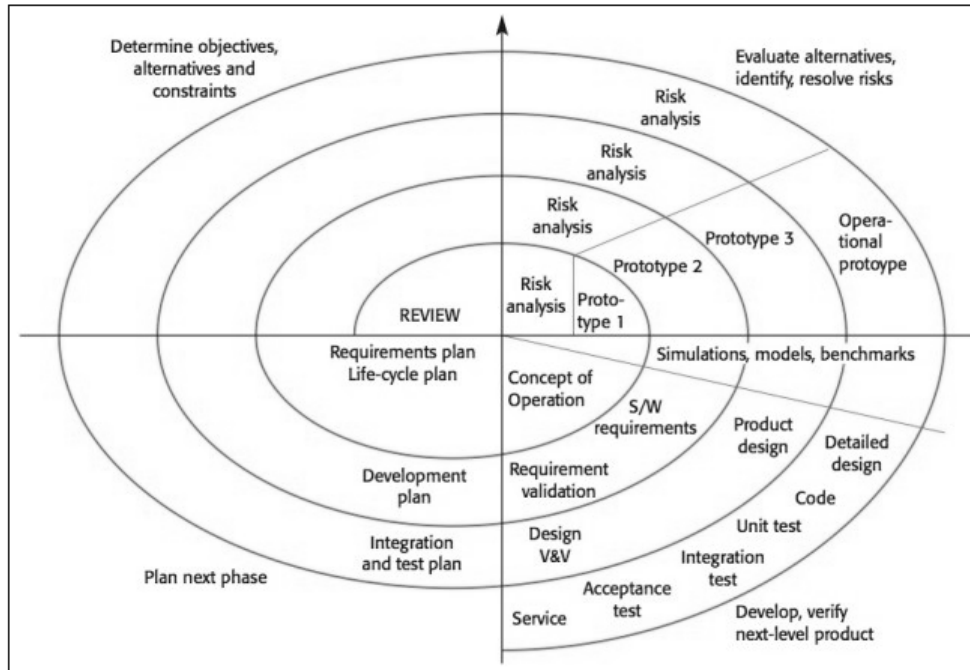 Determine objectives,
alternatives and
constraints
Evaluate alternatives,
identify, resolve risks
Risk
analysis
Risk
analysis
Risk
analysis
Risk
analysis
Proto-
type 1
Prototype 2
Prototype 3
Opera-
tional
protoype
REVIEW
Requirements plan
Life-cycle plan
Simulations, models, benchmarks
Concept of
Operation
S/W
requirements
Product
design
Detailed
design
Development
plan
Requirement
validation
Code
Unit test
Integration
and test plan
Design
V&V
Integration
test
Plan next phase
Acceptance
test
Service
Develop, verify
next-level product